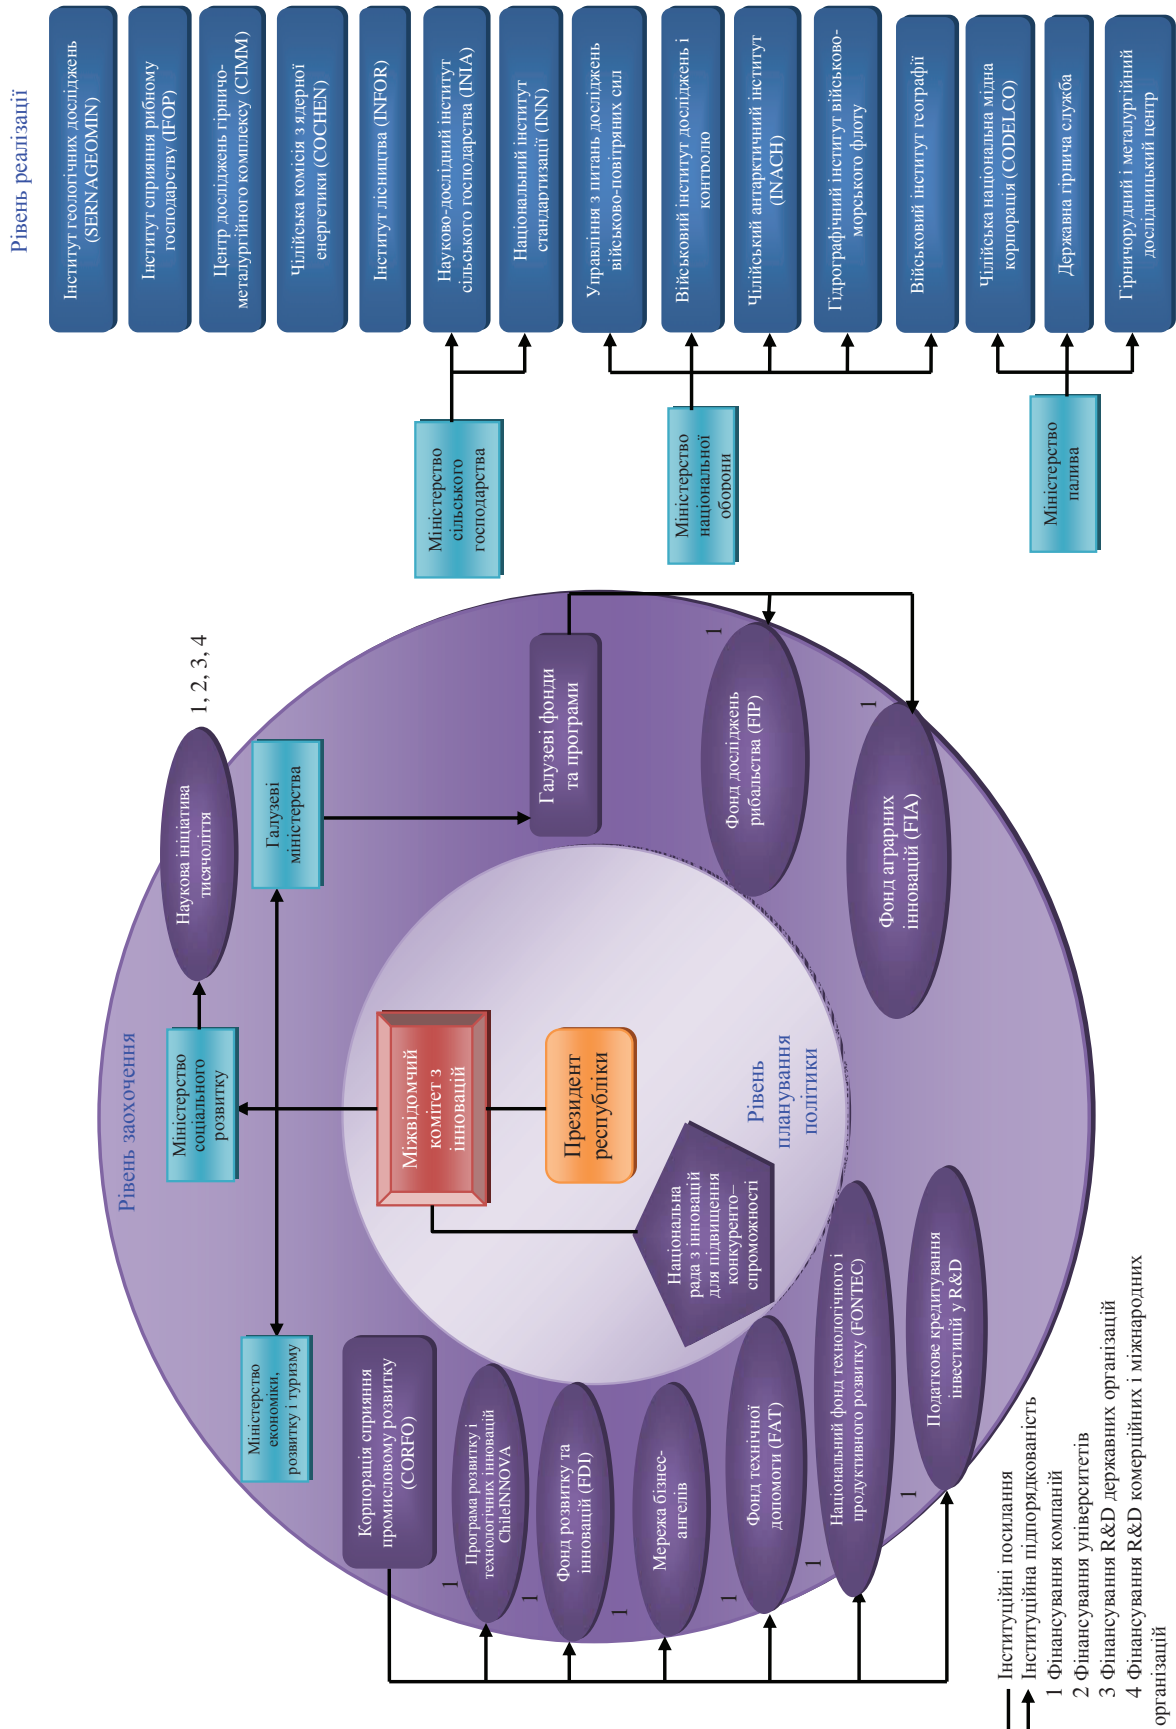 Рівень заохочення
Міністерство
соціального
розвитку
Наукова ініціатива
тисячоліття
1, 2, 3, 4
Міністерство
економіки,
розвитку і туризму
Галузеві
міністерства
Корпорація сприяння
промисловому розвитку
(CORFO)
Міжвідомчий
комітет з
інновацій
Президент
республіки
Національна
рада з інновацій
для підвищення
конкуренто–
спроможності
Рівень
планування
політики
Галузеві фонди
та програми
1
Програма розвитку і
технологічних інновацій
ChileINNOVA
1
Фонд розвитку та
інновацій (FDI)
1
Мережа бізнес-
ангелів
1
Фонд технічної
допомоги (FAT)
1
Національний фонд технологічного і
продуктивного розвитку (FONTEC)
1
Податкове кредитування
інвестицій у R&D
1
Фонд досліджень
рибальства (FIP)
1
Фонд аграрних
інновацій (FIA)
Міністерство
сільського
господарства
Міністерство
національної
оборони
Міністерство
палива
Рівень реалізації
Інститут геологічних досліджень
(SERNAGEOMIN)
Інститут сприяння рибному
господарству (IFOP)
Центр досліджень гірничо-
металургійного комплексу (CIMM)
Чілійська комісія з ядерної
енергетики (COCHEN)
Інститут лісництва (INFOR)
Науково-дослідний інститут
сільського господарства (INIA)
Національний інститут
стандартизації (INN)
Управління з питань досліджень
військово-повітряних сил
Військовий інститут досліджень і
контролю
Чілійський антарктичний інститут
(INACH)
Гідрографічний інститут військово-
морського флоту
Військовий інститут географії
Чілійська національна мідна
корпорація (CODELCO)
Державна гірнича служба
Гірничорудний і металургійний
дослідницький центр
Інституційні посилання
Інституційна підпорядкованість
1 Фінансування компаній
2 Фінансування університетів
3 Фінансування R&D державних організацій
4 Фінансування R&D комерційних і міжнародних
організацій